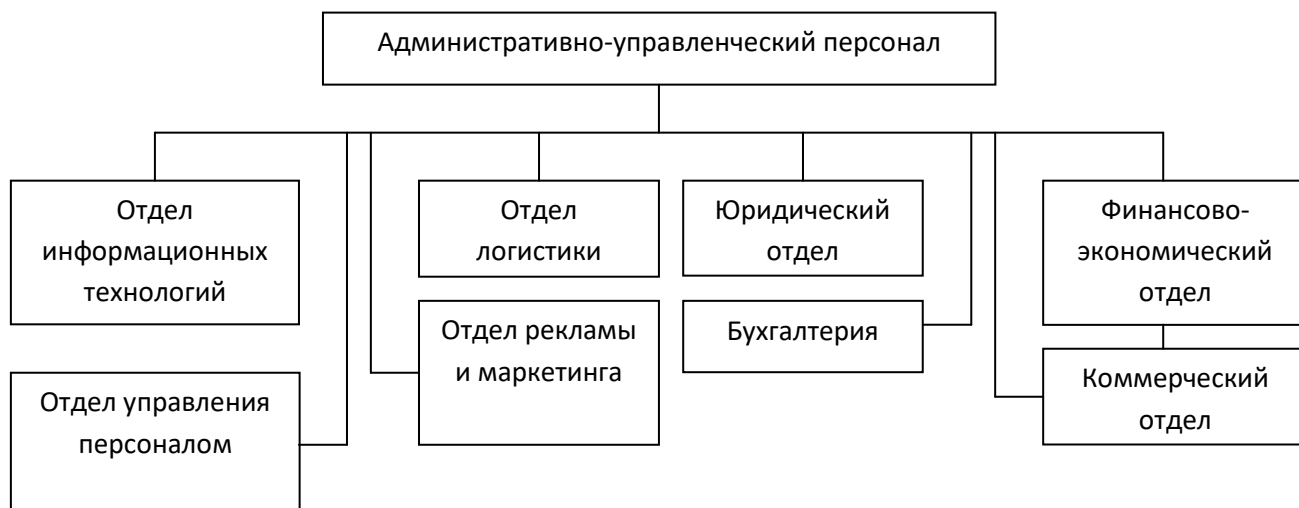 Административно-управленческий персонал
Отдел
информационных
технологий
Отдел
логистики
Юридический
отдел
Финансово-
экономический
отдел
Отдел рекламы
и маркетинга
Бухгалтерия
Коммерческий
отдел
Отдел управления
персоналом